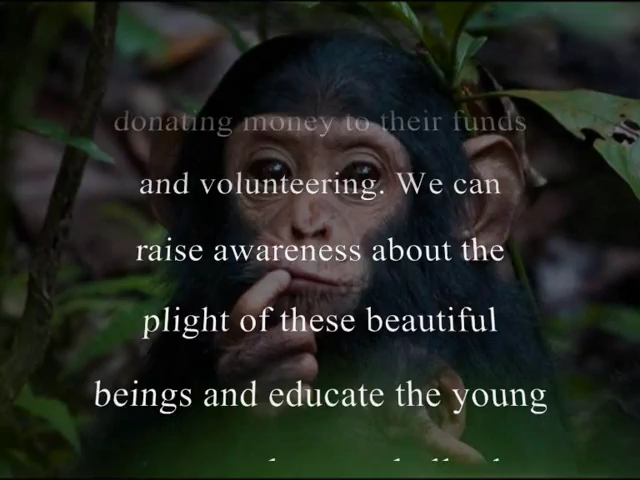 donating money to their funds
and volunteering. We can
raise awareness about the
plight of these beautiful
beings and educate the young